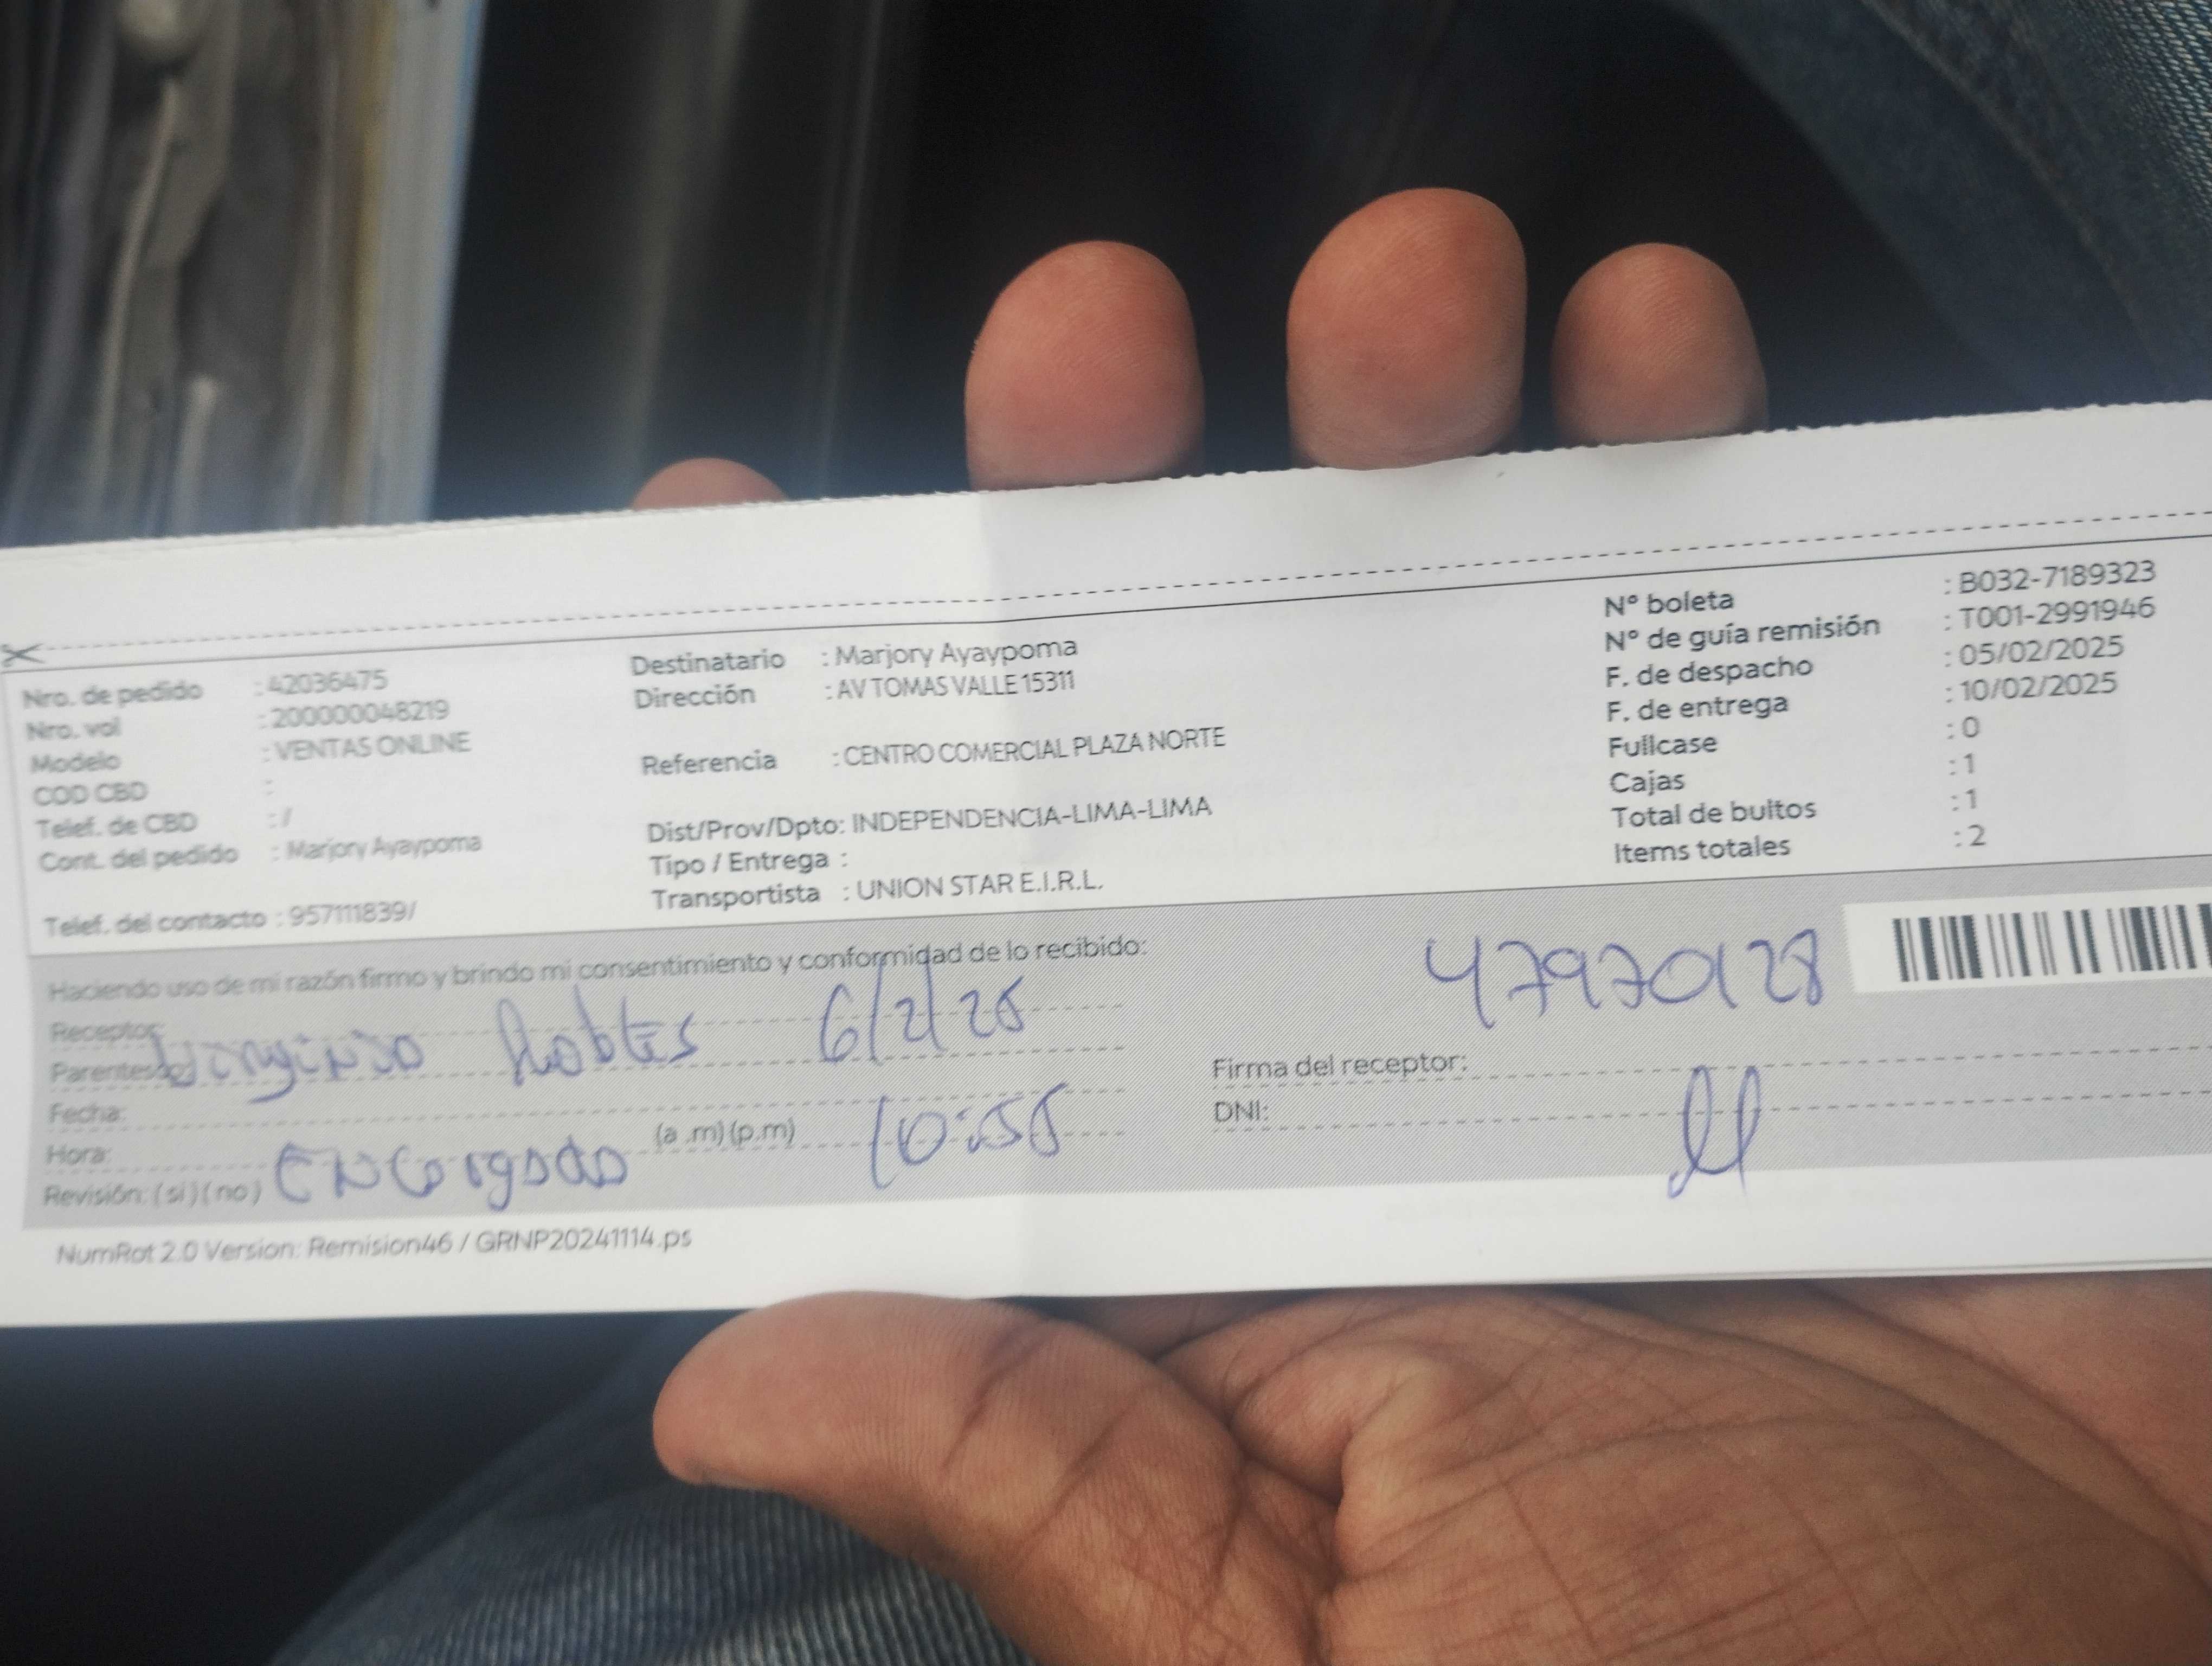 Nro. de pedido : 42036475
Nro. vol : 200000048219
Modelo : VENTAS ONLINE
COD CBD :
Telef. de CBD : /
Cont. del pedido : Marjory Ayaypoma
Telef. del contacto : 957111839/
Destinatario : Marjory Ayaypoma
Dirección : AV TOMAS VALLE 15311
Referencia : CENTRO COMERCIAL PLAZA NORTE
Dist/Prov/Dpto: INDEPENDENCIA-LIMA-LIMA
Tipo / Entrega :
Transportista : UNION STAR E.I.R.L.
Nº boleta : B032-7189323
Nº de guía remisión : T001-2991946
F. de despacho : 05/02/2025
F. de entrega : 10/02/2025
Fullcase : 0
Cajas : 1
Total de bultos : 1
Items totales : 2
Haciendo uso de mi razón firmo y brindo mi consentimiento y conformidad de lo recibido:
47970128
Receptor:
Robles 6/2/25
Parentesco:
Firma del receptor:
Fecha:
DNI:
Hora: (a .m) (p.m) 10:55
Revisión: ( si ) ( no ) Encargado
NumRot 2.0 Version: Remision46 / GRNP20241114.ps